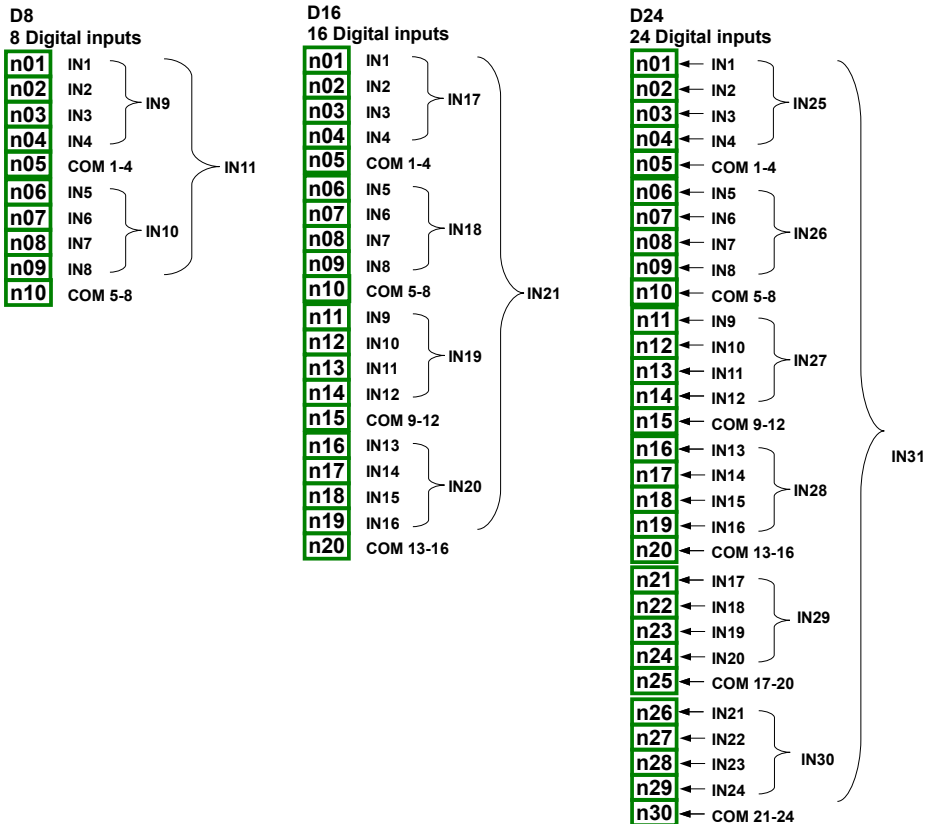 D8
8 Digital inputs
n01 IN1
n02 IN2
IN9
n03 IN3
n04 IN4
n05 COM 1-4
IN11
n06 IN5
n07 IN6
IN10
n08 IN7
n09 IN8
n10 COM 5-8
D16
16 Digital inputs
n01 IN1
n02 IN2
IN17
n03 IN3
n04 IN4
n05 COM 1-4
n06 IN5
n07 IN6
IN18
n08 IN7
n09 IN8
n10 COM 5-8
IN21
n11 IN9
n12 IN10
IN19
n13 IN11
n14 IN12
n15 COM 9-12
n16 IN13
n17 IN14
IN20
n18 IN15
n19 IN16
n20 COM 13-16
D24
24 Digital inputs
n01 IN1
n02 IN2
IN25
n03 IN3
n04 IN4
n05 COM 1-4
n06 IN5
n07 IN6
IN26
n08 IN7
n09 IN8
n10 COM 5-8
n11 IN9
n12 IN10
IN27
n13 IN11
n14 IN12
n15 COM 9-12
IN31
n16 IN13
n17 IN14
IN28
n18 IN15
n19 IN16
n20 COM 13-16
n21 IN17
n22 IN18
IN29
n23 IN19
n24 IN20
n25 COM 17-20
n26 IN21
n27 IN22
IN30
n28 IN23
n29 IN24
n30 COM 21-24